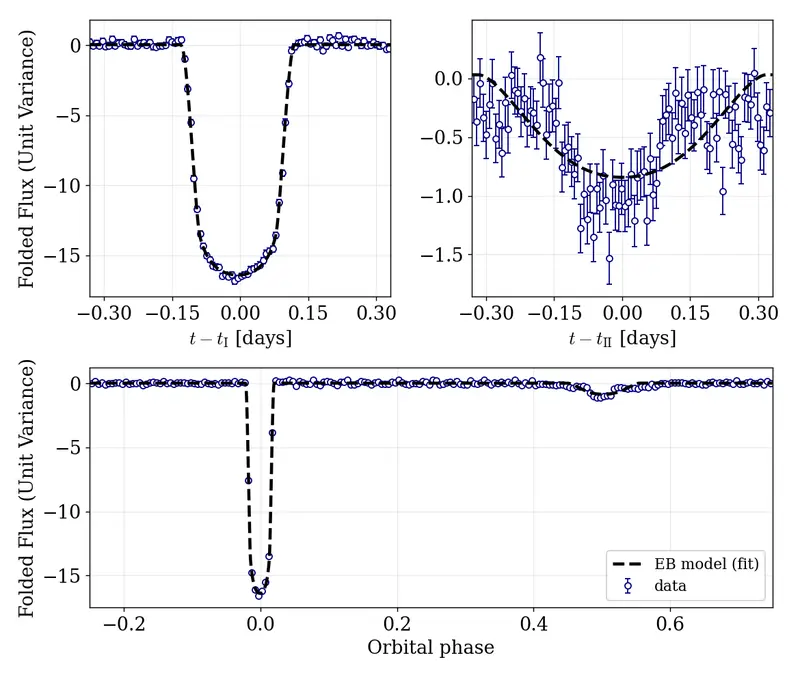 Folded Flux (Unit Variance)
0
−5
−10
−15
−0.30 −0.15 0.00 0.15 0.30
t − t_I [days]
0.0
−0.5
−1.0
−1.5
−0.30 −0.15 0.00 0.15 0.30
t − t_II [days]
Folded Flux (Unit Variance)
0
−5
−10
−15
−0.2 0.0 0.2 0.4 0.6
Orbital phase
EB model (fit)
data